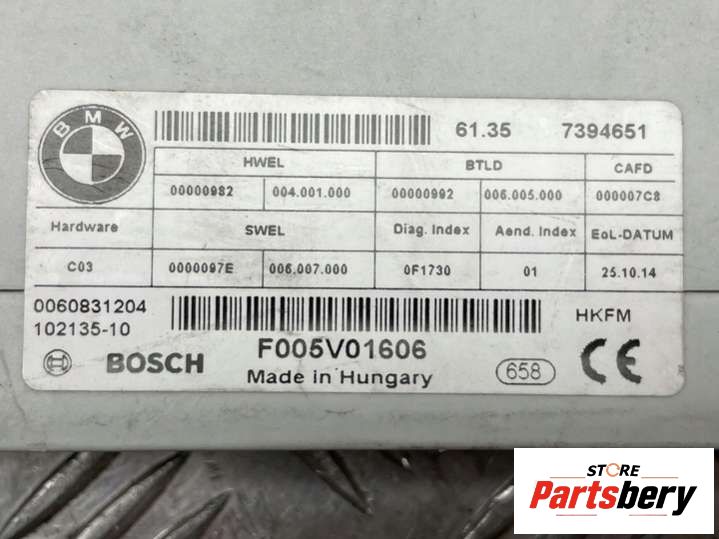 BMW
61.35 7394651
HWEL BTLD CAFD
00000982 004.001.000 00000992 006.005.000 000007C8
Hardware SWEL Diag. Index Aend. Index EoL-DATUM
C03 0000097E 006.007.000 0F1730 01 25.10.14
0060831204
102135-10
HKFM
BOSCH F005V01606
Made in Hungary 658 CE
STORE
Partsbery